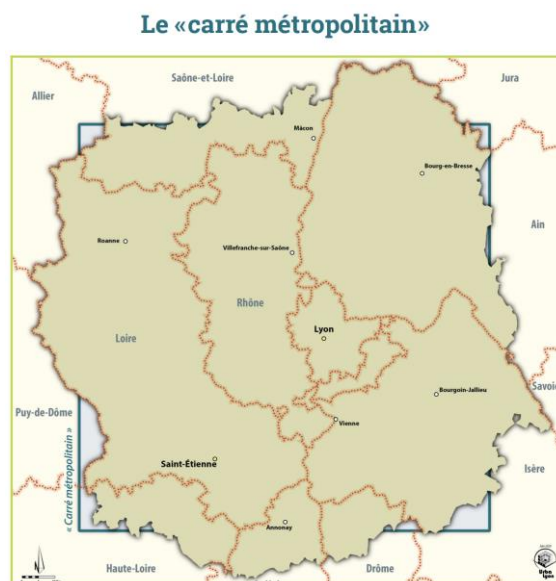 Le «carré métropolitain»
Allier
Saône-et-Loire
Jura
Mâcon
Bourg-en-Bresse
Ain
Roanne
Villefranche-sur-Saône
Rhône
Lyon
Loire
Savoie
Bourgoin-Jallieu
Puy-de-Dôme
Vienne
« Carré métropolitain »
Saint-Étienne
Isère
Annonay
Haute-Loire
Drôme
Urba